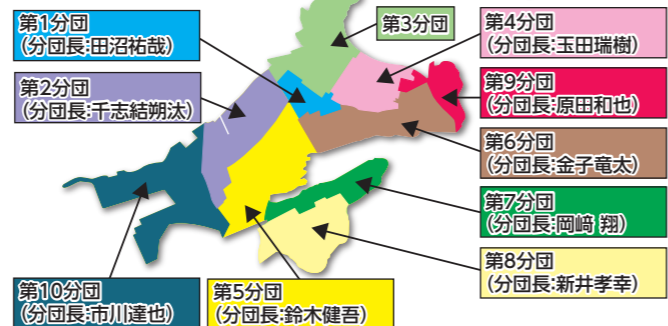 第1分団
(分団長:田沼祐哉)
第3分団
第4分団
(分団長:玉田瑞樹)
第2分団
(分団長:千志結朔汰)
第9分団
(分団長:原田和也)
第6分団
(分団長:金子竜太)
第7分団
(分団長:岡﨑 翔)
第8分団
(分団長:新井孝幸)
第10分団
(分団長:市川達也)
第5分団
(分団長:鈴木健吾)